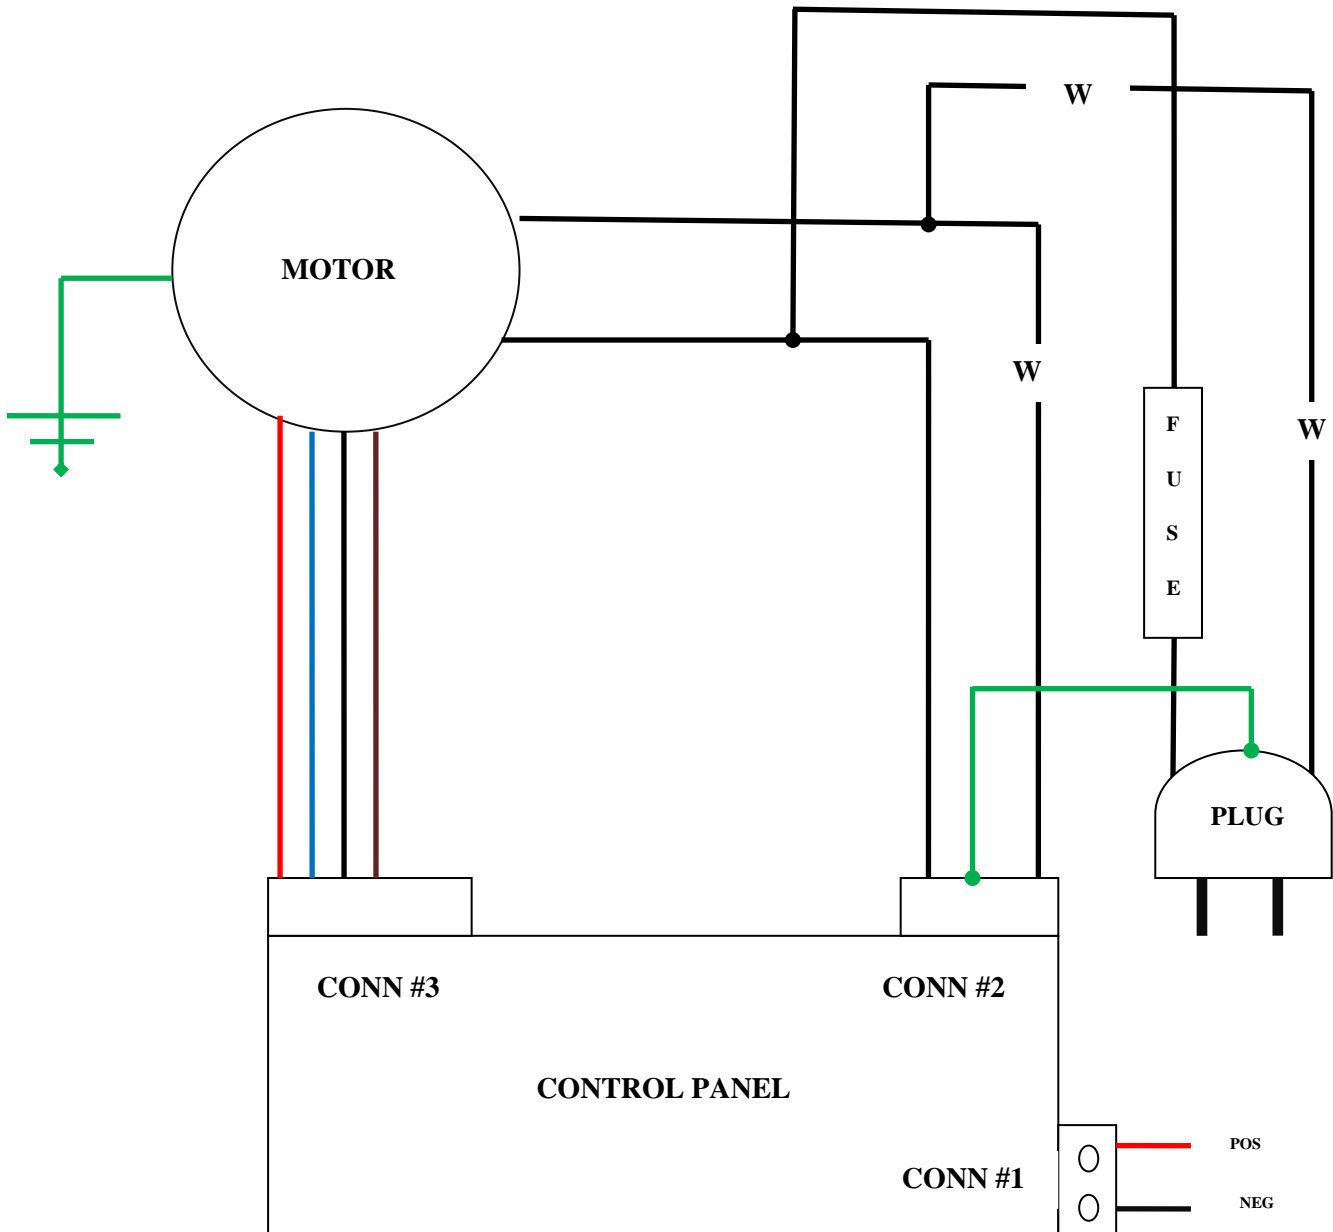 W
MOTOR
W
F
U
S
E
W
PLUG
CONN #3
CONN #2
CONTROL PANEL
POS
CONN #1
NEG